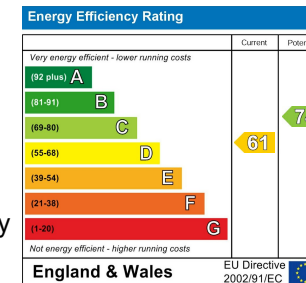 Energy Efficiency Rating
Current
Very energy efficient - lower running costs
(92 plus) A
(81-91) B
(69-80) C
(55-68) D
61
(39-54) E
(21-38) F
(1-20) G
Not energy efficient - higher running costs
England & Wales
EU Directive
2002/91/EC